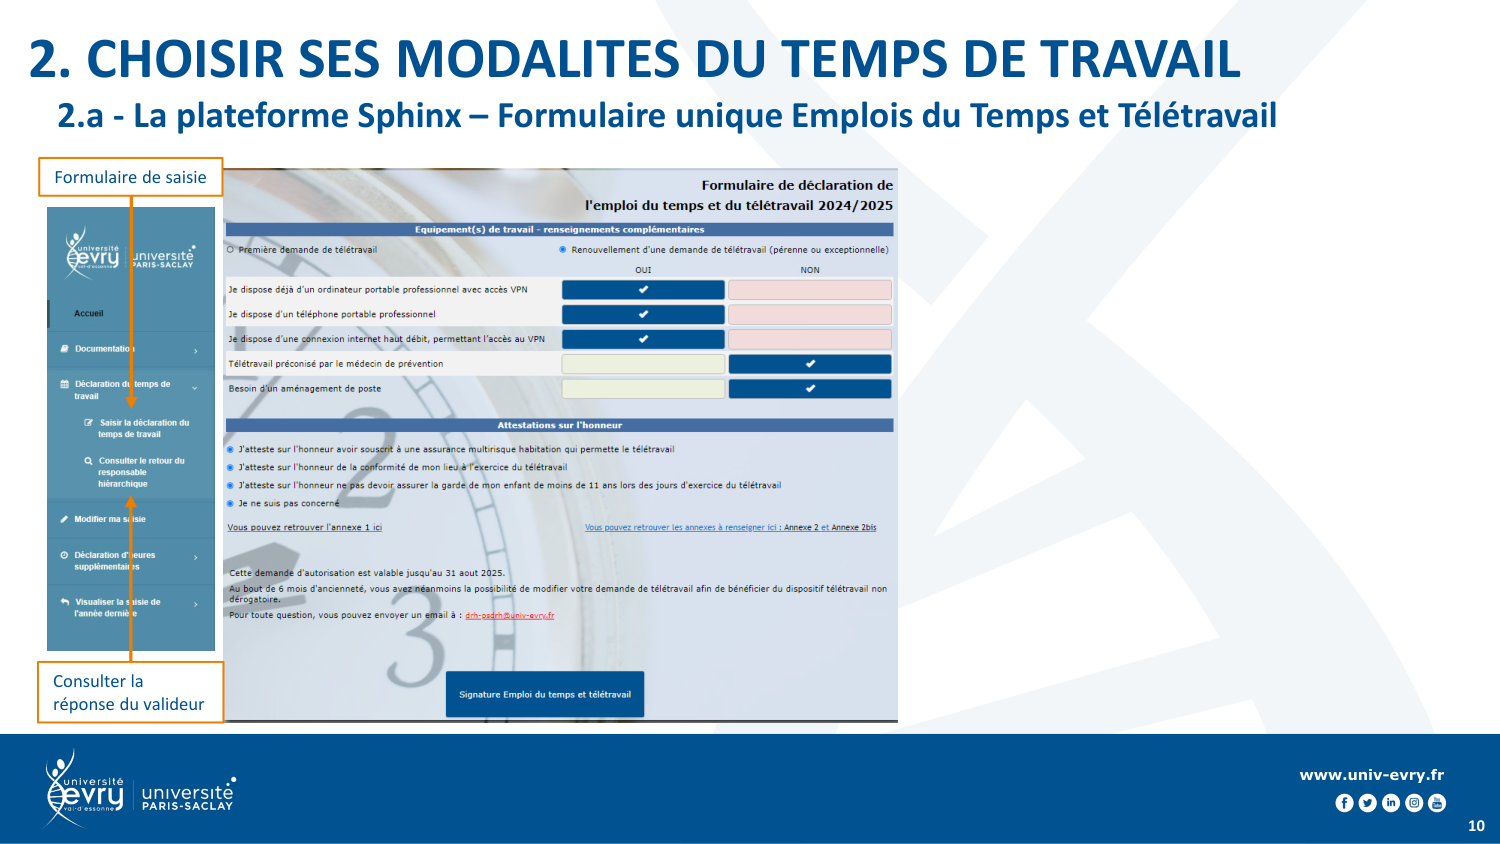 2. CHOISIR SES MODALITES DU TEMPS DE TRAVAIL
2.a - La plateforme Sphinx – Formulaire unique Emplois du Temps et Télétravail
Formulaire de saisie
université
evry
val-d'essonne
université
PARIS-SACLAY
Accueil
Documentation
Déclaration du temps de
travail
Saisir la déclaration du
temps de travail
Consulter le retour du
responsable
hiérarchique
Modifier ma saisie
Déclaration d'heures
supplémentaires
Visualiser la saisie de
l'année dernière
Consulter la
réponse du valideur
Formulaire de déclaration de
l'emploi du temps et du télétravail 2024/2025
Equipement(s) de travail - renseignements complémentaires
Première demande de télétravail
Renouvellement d'une demande de télétravail (pérenne ou exceptionnelle)
OUI NON
Je dispose déjà d'un ordinateur portable professionnel avec accès VPN
Je dispose d'un téléphone portable professionnel
Je dispose d'une connexion internet haut débit, permettant l'accès au VPN
Télétravail préconisé par le médecin de prévention
Besoin d'un aménagement de poste
Attestations sur l'honneur
J'atteste sur l'honneur avoir souscrit à une assurance multirisque habitation qui permette le télétravail
J'atteste sur l'honneur de la conformité de mon lieu à l'exercice du télétravail
J'atteste sur l'honneur ne pas devoir assurer la garde de mon enfant de moins de 11 ans lors des jours d'exercice du télétravail
Je ne suis pas concerné
Vous pouvez retrouver l'annexe 1 ici
Vous pouvez retrouver les annexes à renseigner ici : Annexe 2 et Annexe 2bis
Cette demande d'autorisation est valable jusqu'au 31 aout 2025.
Au bout de 6 mois d'ancienneté, vous avez néanmoins la possibilité de modifier votre demande de télétravail afin de bénéficier du dispositif télétravail non
dérogatoire.
Pour toute question, vous pouvez envoyer un email à : drh-psdrh@univ-evry.fr
Signature Emploi du temps et télétravail
université
evry
val-d'essonne
université
PARIS-SACLAY
www.univ-evry.fr
10